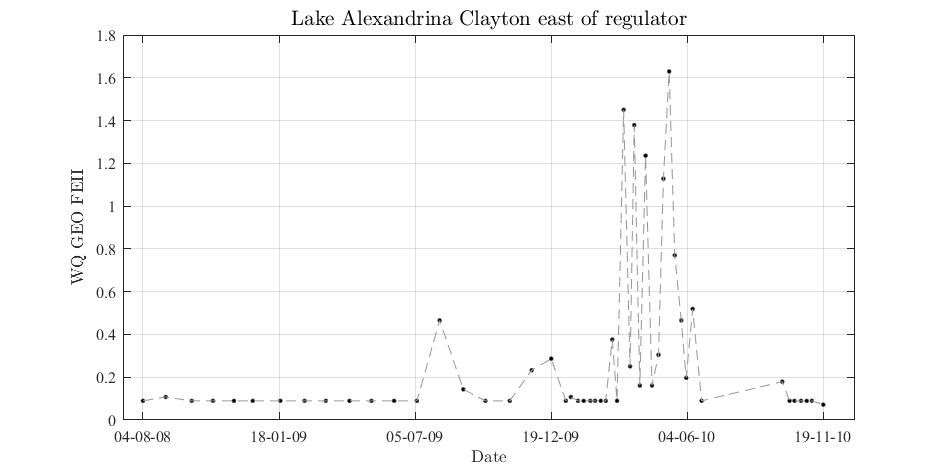 Lake Alexandrina Clayton east of regulator
1.8
1.6
1.4
1.2
1
0.8
0.6
0.4
0.2
0
WQ GEO FEII
04-08-08 18-01-09 05-07-09 19-12-09 04-06-10 19-11-10
Date